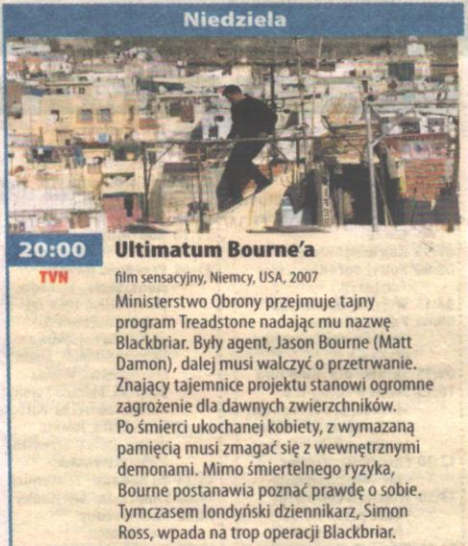 Niedziela
20:00
TVN
Ultimatum Bourne'a
film sensacyjny, Niemcy, USA, 2007
Ministerstwo Obrony przejmuje tajny
program Treadstone nadając mu nazwę
Blackbriar. Były agent, Jason Bourne (Matt
Damon), dalej musi walczyć o przetrwanie.
Znający tajemnice projektu stanowi ogromne
zagrożenie dla dawnych zwierzchników.
Po śmierci ukochanej kobiety, z wymazaną
pamięcią musi zmagać się z wewnętrznymi
demonami. Mimo śmiertelnego ryzyka,
Bourne postanawia poznać prawdę o sobie.
Tymczasem londyński dziennikarz, Simon
Ross, wpada na trop operacji Blackbriar.